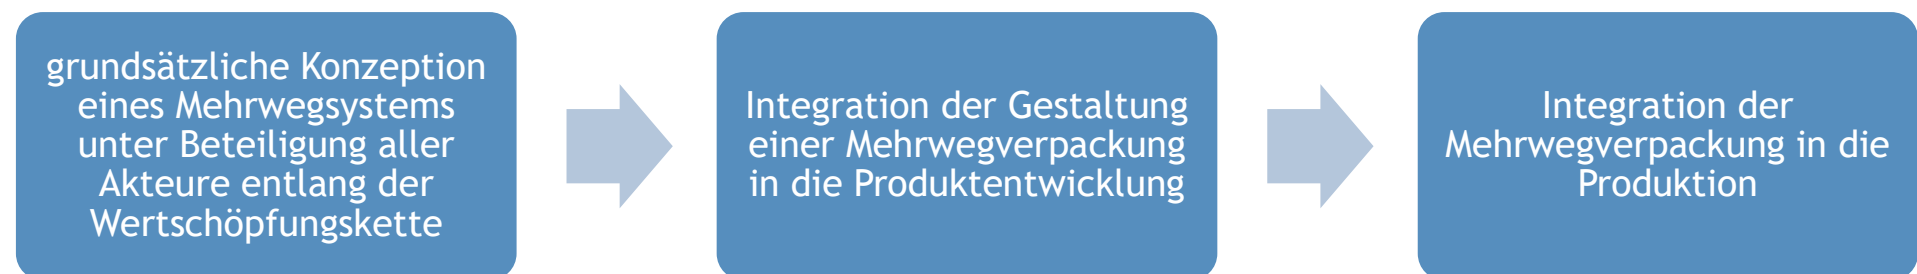 grundsätzliche Konzeption
eines Mehrwegsystems
unter Beteiligung aller
Akteure entlang der
Wertschöpfungskette
Integration der Gestaltung
einer Mehrwegverpackung
in die Produktentwicklung
Integration der
Mehrwegverpackung in die
Produktion